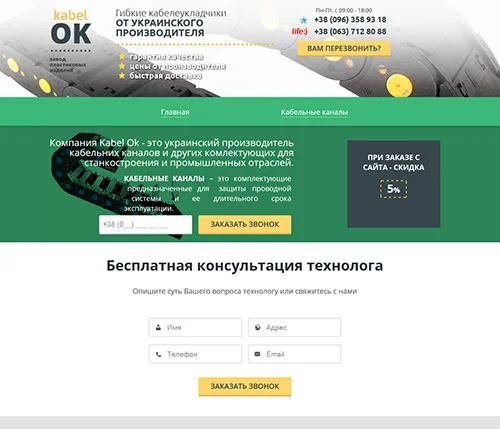 kabel
OK
завод
пластиковых
изделий
Гибкие кабелеукладчики
ОТ УКРАИНСКОГО
ПРОИЗВОДИТЕЛЯ
гарантия качества
цены от производителя
быстрая доставка
Пн-Пт. с 09:00 - 18:00
+38 (096) 358 93 18
life:) +38 (063) 712 80 88
ВАМ ПЕРЕЗВОНИТЬ?
Главная
Кабельные каналы
Компания Kabel Ok - это украинский производитель
кабельних каналов и других комлектующих для
станкостроения и промышленных отраслей.
КАБЕЛЬНЫЕ КАНАЛЫ – это комплектующие
предназначенные для защиты проводной
системы и ее длительного срока
эксплуатации.
+38 (0__) ___ __ __
ЗАКАЗАТЬ ЗВОНОК
ПРИ ЗАКАЗЕ С
САЙТА - СКИДКА
5%
Бесплатная консультация технолога
Опишите суть Вашего вопроса технологу или свяжитесь с нами
Имя
Адрес
Телефон
Email
ЗАКАЗАТЬ ЗВОНОК